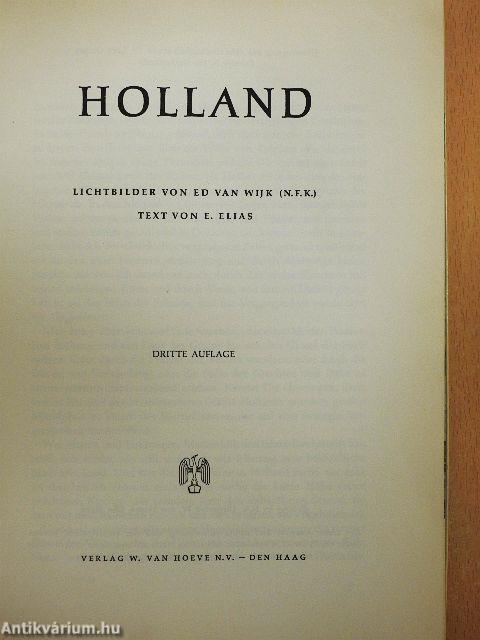 HOLLAND
LICHTBILDER VON ED VAN WIJK (N.F.K.)
TEXT VON E. ELIAS
DRITTE AUFLAGE
VERLAG W. VAN HOEVE N.V. – DEN HAAG
Antikvárium.hu